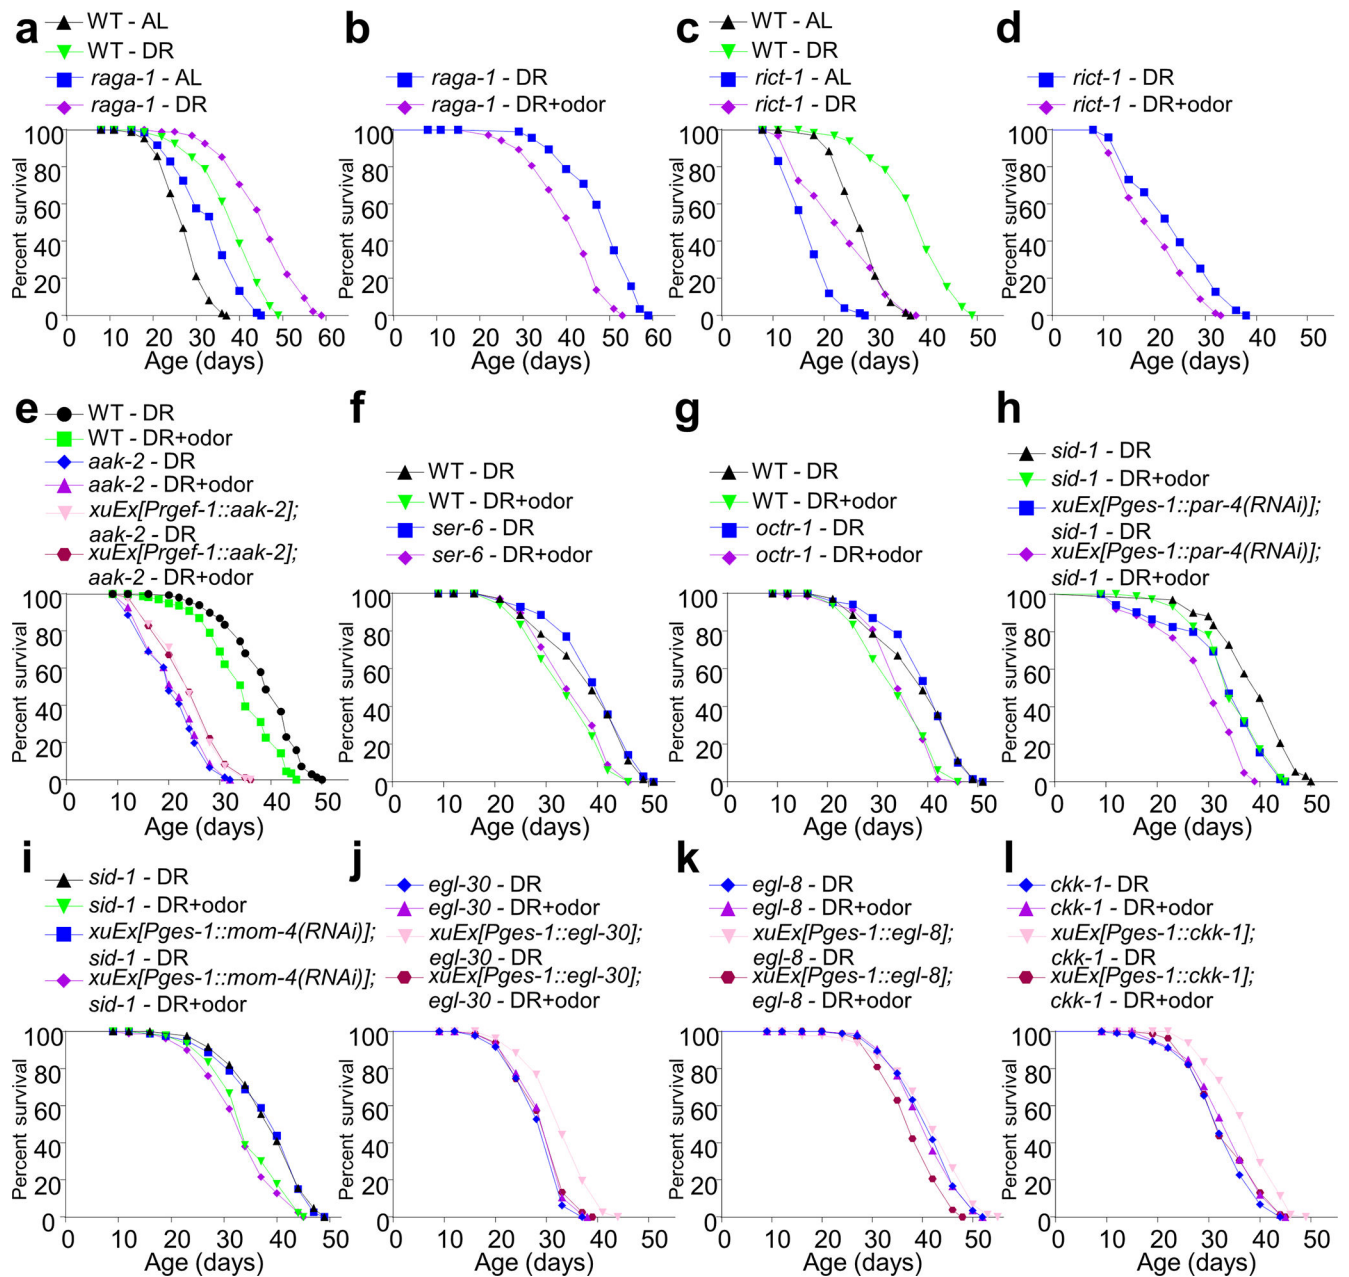 a
WT - AL
WT - DR
raga-1 - AL
raga-1 - DR
Percent survival
100
80
60
40
20
0
0 10 20 30 40 50 60
Age (days)
b
raga-1 - DR
raga-1 - DR+odor
Percent survival
100
80
60
40
20
0
0 10 20 30 40 50 60
Age (days)
c
WT - AL
WT - DR
rict-1 - AL
rict-1 - DR
Percent survival
100
80
60
40
20
0
0 10 20 30 40 50
Age (days)
d
rict-1 - DR
rict-1 - DR+odor
Percent survival
100
80
60
40
20
0
0 10 20 30 40 50
Age (days)
e
WT - DR
WT - DR+odor
aak-2 - DR
aak-2 - DR+odor
xuEx[Prgef-1::aak-2];
aak-2 - DR
xuEx[Prgef-1::aak-2];
aak-2 - DR+odor
Percent survival
100
80
60
40
20
0
0 10 20 30 40 50
Age (days)
f
WT - DR
WT - DR+odor
ser-6 - DR
ser-6 - DR+odor
Percent survival
100
80
60
40
20
0
0 10 20 30 40 50
Age (days)
g
WT - DR
WT - DR+odor
octr-1 - DR
octr-1 - DR+odor
Percent survival
100
80
60
40
20
0
0 10 20 30 40 50
Age (days)
h
sid-1 - DR
sid-1 - DR+odor
xuEx[Pges-1::par-4(RNAi)];
sid-1 - DR
xuEx[Pges-1::par-4(RNAi)];
sid-1 - DR+odor
Percent survival
100
80
60
40
20
0
0 10 20 30 40 50
Age (days)
i
sid-1 - DR
sid-1 - DR+odor
xuEx[Pges-1::mom-4(RNAi)];
sid-1 - DR
xuEx[Pges-1::mom-4(RNAi)];
sid-1 - DR+odor
Percent survival
100
80
60
40
20
0
0 10 20 30 40 50
Age (days)
j
egl-30 - DR
egl-30 - DR+odor
xuEx[Pges-1::egl-30];
egl-30 - DR
xuEx[Pges-1::egl-30];
egl-30 - DR+odor
Percent survival
100
80
60
40
20
0
0 10 20 30 40 50
Age (days)
k
egl-8 - DR
egl-8 - DR+odor
xuEx[Pges-1::egl-8];
egl-8 - DR
xuEx[Pges-1::egl-8];
egl-8 - DR+odor
Percent survival
100
80
60
40
20
0
0 10 20 30 40 50
Age (days)
l
ckk-1- DR
ckk-1 - DR+odor
xuEx[Pges-1::ckk-1];
ckk-1 - DR
xuEx[Pges-1::ckk-1];
ckk-1 - DR+odor
Percent survival
100
80
60
40
20
0
0 10 20 30 40 50
Age (days)